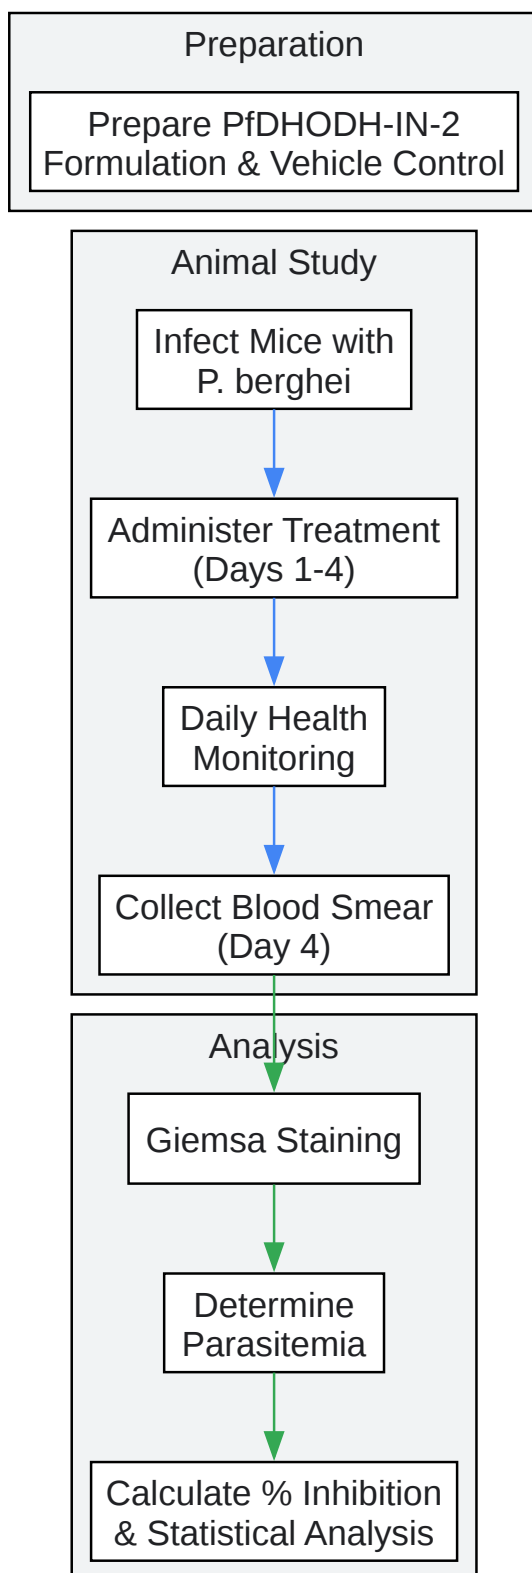 Preparation
Prepare PfDHODH-IN-2
Formulation & Vehicle Control
Animal Study
Infect Mice with
P. berghei
Administer Treatment
(Days 1-4)
Daily Health
Monitoring
Collect Blood Smear
(Day 4)
Analysis
Giemsa Staining
Determine
Parasitemia
Calculate % Inhibition
& Statistical Analysis